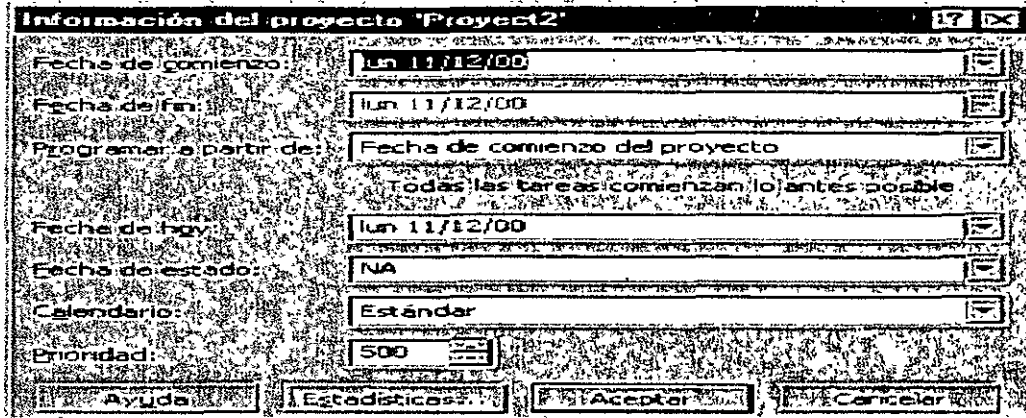 Información del proyecto 'Proyect2'
Fecha de comienzo: lun 11/12/00
Fecha de fin: lun 11/12/00
Programar a partir de: Fecha de comienzo del proyecto
Todas las tareas comienzan lo antes posible.
Fecha de hoy: lun 11/12/00
Fecha de estado: NA
Calendario: Estándar
Prioridad: 500
Ayuda Estadísticas... Aceptar Cancelar